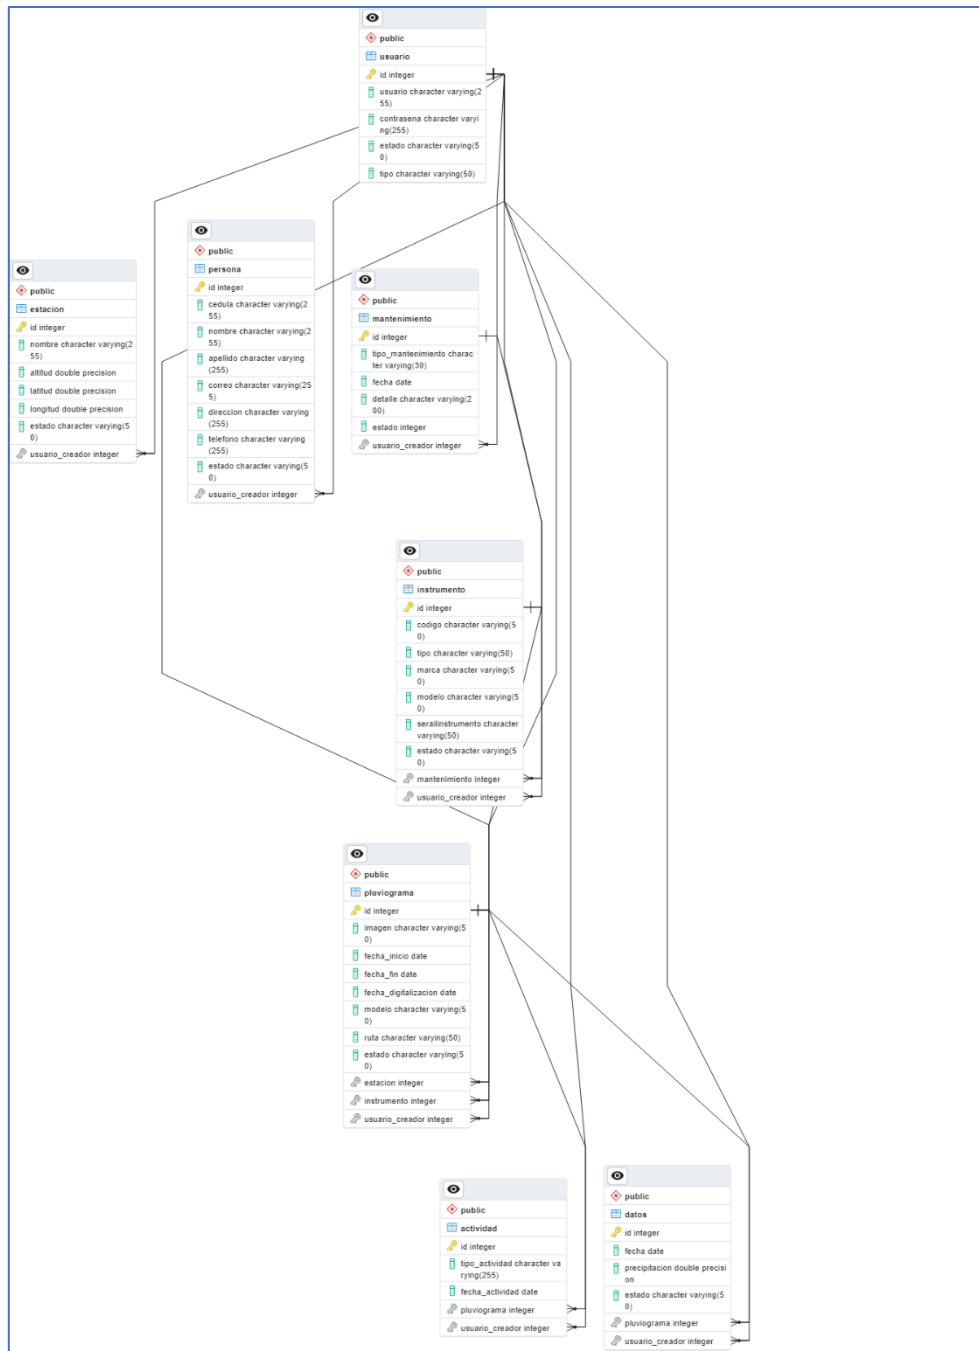 public
usuario
id integer
usuario character varying(2
55)
contrasena character varyi
ng(255)
estado character varying(5
0)
tipo character varying(50)
public
persona
id integer
cedula character varying(2
55)
nombre character varying(2
55)
apellido character varying
(255)
correo character varying(25
5)
direccion character varying
(255)
telefono character varying
(255)
estado character varying(5
0)
usuario_creador integer
public
estacion
id integer
nombre character varying(2
55)
altitud double precision
latitud double precision
longitud double precision
estado character varying(5
0)
usuario_creador integer
public
mantenimiento
id integer
tipo_mantenimiento charac
ter varying(30)
fecha date
detalle character varying(2
00)
estado integer
usuario_creador integer
public
instrumento
id integer
codigo character varying(5
0)
tipo character varying(50)
marca character varying(5
0)
modelo character varying(5
0)
serailinstrumento character
varying(50)
estado character varying(5
0)
mantenimiento integer
usuario_creador integer
public
pluviograma
id integer
imagen character varying(5
0)
fecha_inicio date
fecha_fin date
fecha_digitalizacion date
modelo character varying(5
0)
ruta character varying(50)
estado character varying(5
0)
estacion integer
instrumento integer
usuario_creador integer
public
actividad
id integer
tipo_actividad character va
rying(255)
fecha_actividad date
pluviograma integer
usuario_creador integer
public
datos
id integer
fecha date
precipitacion double precisi
on
estado character varying(5
0)
pluviograma integer
usuario_creador integer